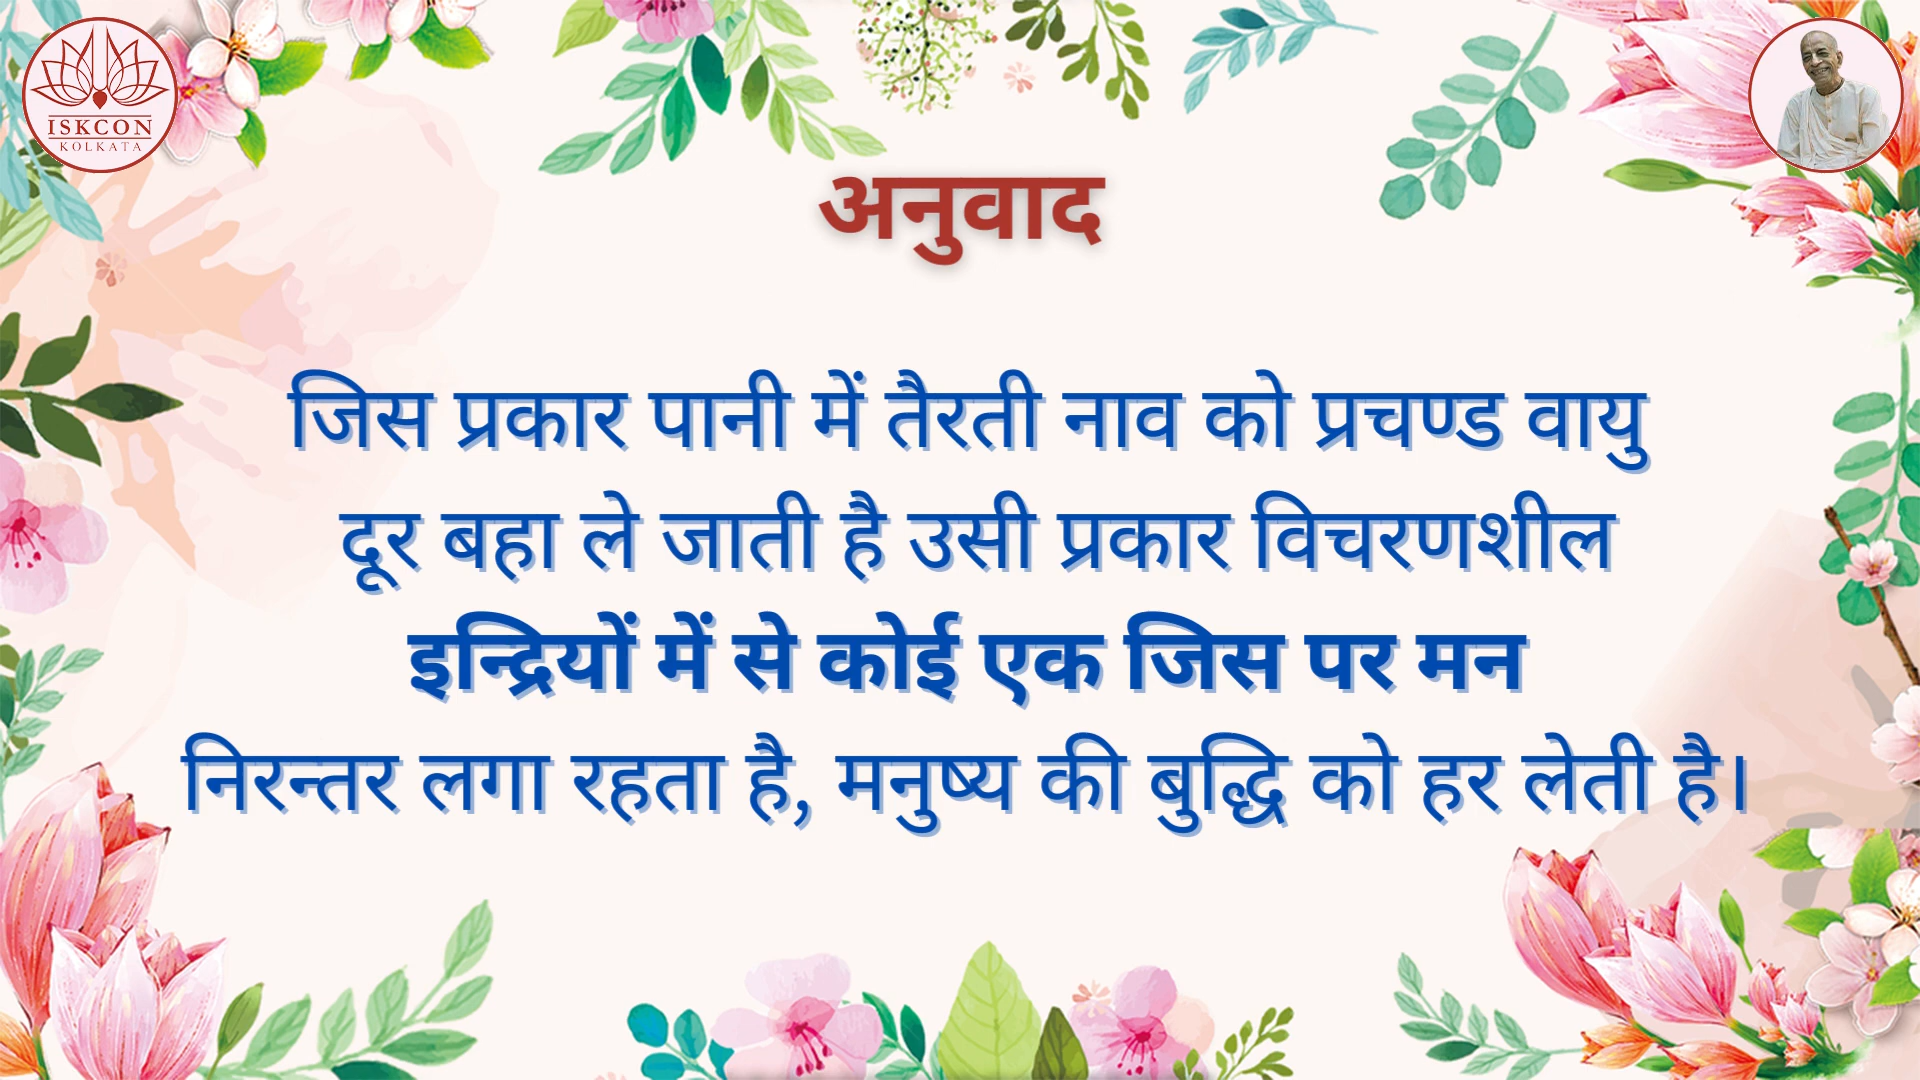 ISKCON
KOLKATA
अनुवाद
जिस प्रकार पानी में तैरती नाव को प्रचण्ड वायु
दूर बहा ले जाती है उसी प्रकार विचरणशील
इन्द्रियों में से कोई एक जिस पर मन
निरन्तर लगा रहता है, मनुष्य की बुद्धि को हर लेती है।